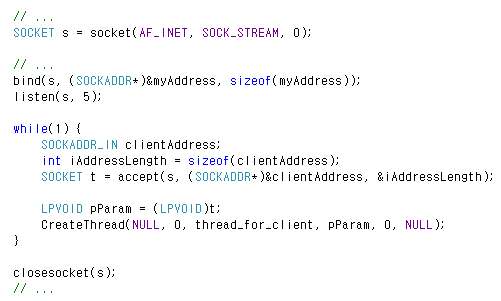 // ...
SOCKET s = socket(AF_INET, SOCK_STREAM, 0);
// ...
bind(s, (SOCKADDR*)&myAddress, sizeof(myAddress));
listen(s, 5);
while(1) {
SOCKADDR_IN clientAddress;
int iAddressLength = sizeof(clientAddress);
SOCKET t = accept(s, (SOCKADDR*)&clientAddress, &iAddressLength);
LPVOID pParam = (LPVOID)t;
CreateThread(NULL, 0, thread_for_client, pParam, 0, NULL);
}
closesocket(s);
// ...